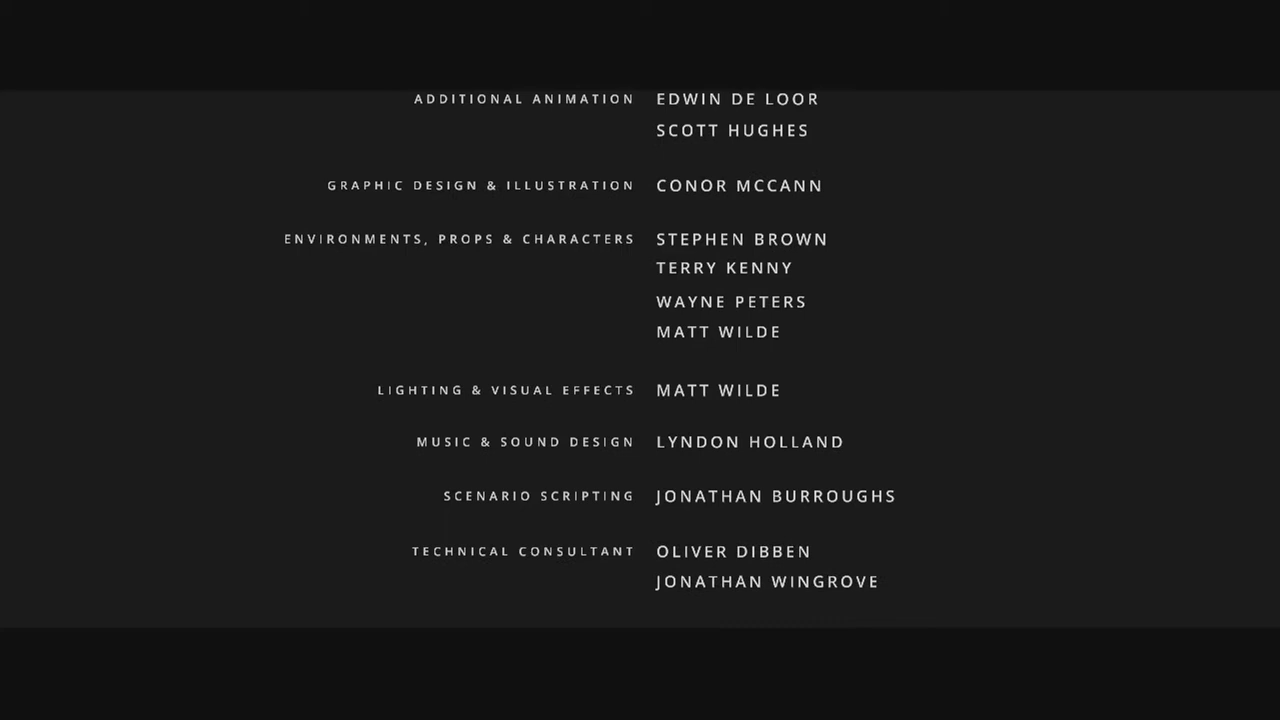 ADDITIONAL ANIMATION EDWIN DE LOOR
SCOTT HUGHES
GRAPHIC DESIGN & ILLUSTRATION CONOR MCCANN
ENVIRONMENTS, PROPS & CHARACTERS STEPHEN BROWN
TERRY KENNY
WAYNE PETERS
MATT WILDE
LIGHTING & VISUAL EFFECTS MATT WILDE
MUSIC & SOUND DESIGN LYNDON HOLLAND
SCENARIO SCRIPTING JONATHAN BURROUGHS
TECHNICAL CONSULTANT OLIVER DIBBEN
JONATHAN WINGROVE